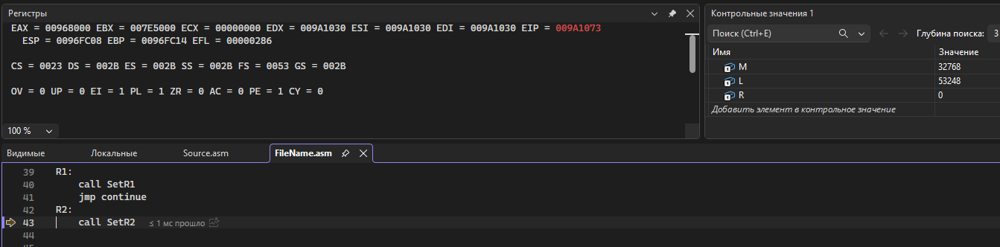 Регистры
EAX = 00968000 EBX = 007E5000 ECX = 00000000 EDX = 009A1030 ESI = 009A1030 EDI = 009A1030 EIP = 009A1073
ESP = 0096FC08 EBP = 0096FC14 EFL = 00000286
CS = 0023 DS = 002B ES = 002B SS = 002B FS = 0053 GS = 002B
OV = 0 UP = 0 EI = 1 PL = 1 ZR = 0 AC = 0 PE = 1 CY = 0
100 %
Контрольные значения 1
Поиск (Ctrl+E) Глубина поиска: 3
Имя Значение
M 32768
L 53248
R 0
Добавить элемент в контрольное значение
Видимые Локальные Source.asm FileName.asm
39 R1:
40 call SetR1
41 jmp continue
42 R2:
43 call SetR2 ≤ 1 мс прошло
44